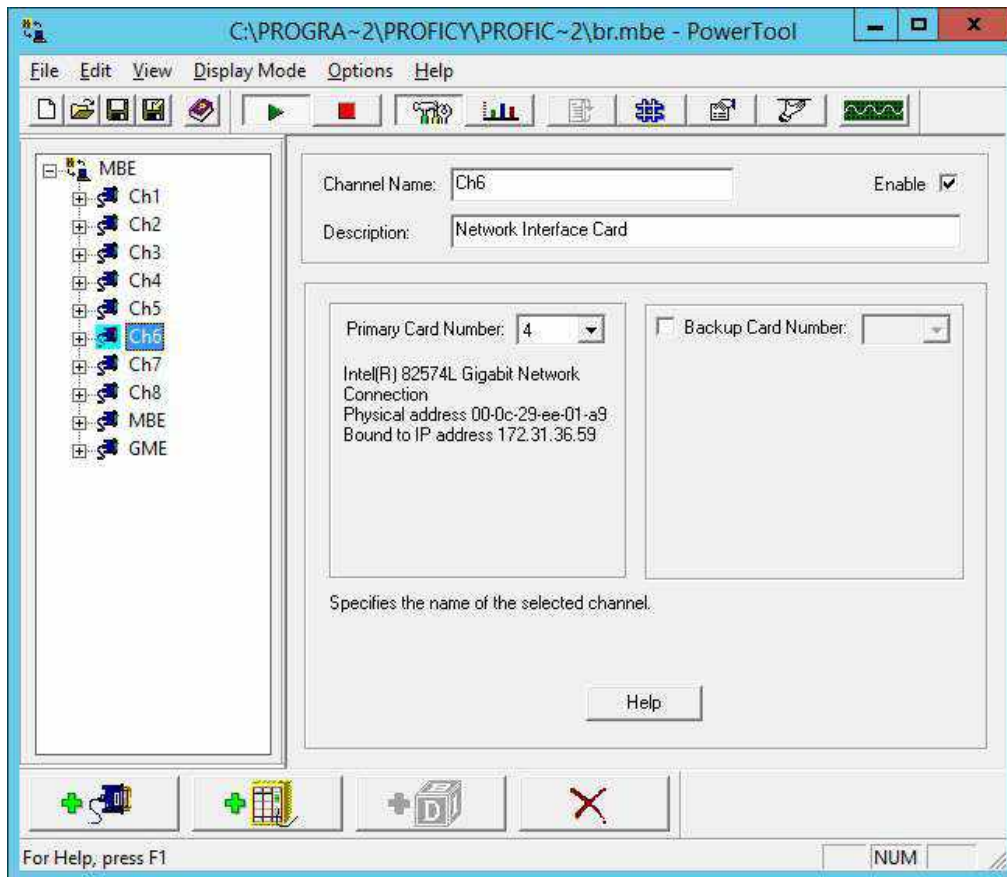 C:\PROGRA~2\PROFICY\PROFIC~2\br.mbe - PowerTool
File Edit View Display Mode Options Help
MBE
Ch1
Ch2
Ch3
Ch4
Ch5
Ch6
Ch7
Ch8
MBE
GME
Channel Name: Ch6 Enable
Description: Network Interface Card
Primary Card Number: 4
Intel(R) 82574L Gigabit Network
Connection
Physical address 00-0c-29-ee-01-a9
Bound to IP address 172.31.36.59
Backup Card Number:
Specifies the name of the selected channel.
Help
D
For Help, press F1
NUM